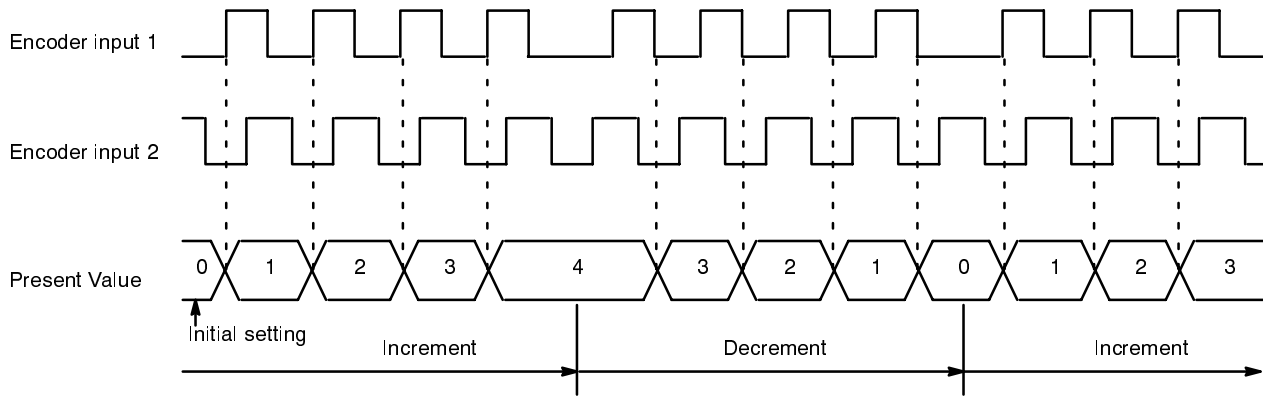 Encoder input 1
Encoder input 2
Present Value
0 1 2 3 4 3 2 1 0 1 2 3
Initial setting
Increment Decrement Increment